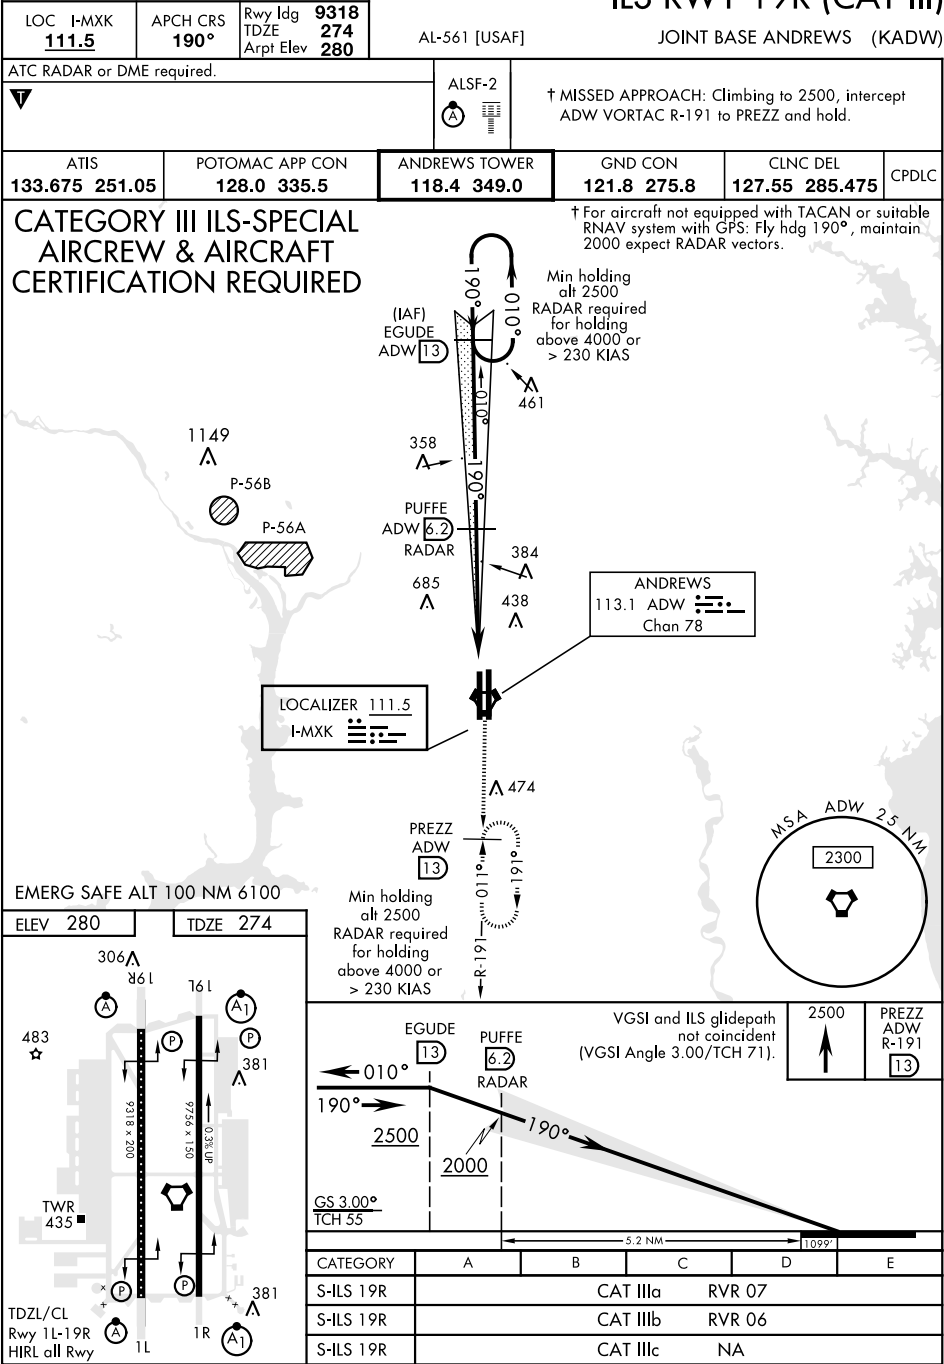 ILS RWY 19R (CAT III)
LOC I-MXK
111.5
APCH CRS
190°
Rwy ldg 9318
TDZE 274
Arpt Elev 280
AL-561 [USAF]
JOINT BASE ANDREWS (KADW)
ATC RADAR or DME required.
T
ALSF-2
A
† MISSED APPROACH: Climbing to 2500, intercept
ADW VORTAC R-191 to PREZZ and hold.
ATIS
133.675 251.05
POTOMAC APP CON
128.0 335.5
ANDREWS TOWER
118.4 349.0
GND CON
121.8 275.8
CLNC DEL
127.55 285.475
CPDLC
CATEGORY III ILS-SPECIAL
AIRCREW & AIRCRAFT
CERTIFICATION REQUIRED
† For aircraft not equipped with TACAN or suitable
RNAV system with GPS: Fly hdg 190°, maintain
2000 expect RADAR vectors.
190°
010°
Min holding
alt 2500
RADAR required
for holding
above 4000 or
> 230 KIAS
(IAF)
EGUDE
ADW 13
461
010°
1149
358
190°
P-56B
P-56A
PUFFE
ADW 6.2
RADAR
384
685
438
ANDREWS
113.1 ADW
Chan 78
LOCALIZER 111.5
I-MXK
474
PREZZ
ADW
13
011°
191°
R-191
MSA ADW 25 NM
2300
EMERG SAFE ALT 100 NM 6100
Min holding
alt 2500
RADAR required
for holding
above 4000 or
> 230 KIAS
ELEV 280
TDZE 274
306
19R
19L
A
A1
P
P
483
381
9318 x 200
9756 x 150
0.3% UP
TWR
435
P
P
381
TDZL/CL
Rwy 1L-19R
HIRL all Rwy
A
1L
1R
A1
EGUDE
13
PUFFE
6.2
RADAR
VGSI and ILS glidepath
not coincident
(VGSI Angle 3.00/TCH 71).
2500
PREZZ
ADW
R-191
13
010°
190°
2500
2000
190°
GS 3.00°
TCH 55
5.2 NM
1099'
CATEGORY A B C D E
S-ILS 19R CAT IIIa RVR 07
S-ILS 19R CAT IIIb RVR 06
S-ILS 19R CAT IIIc NA